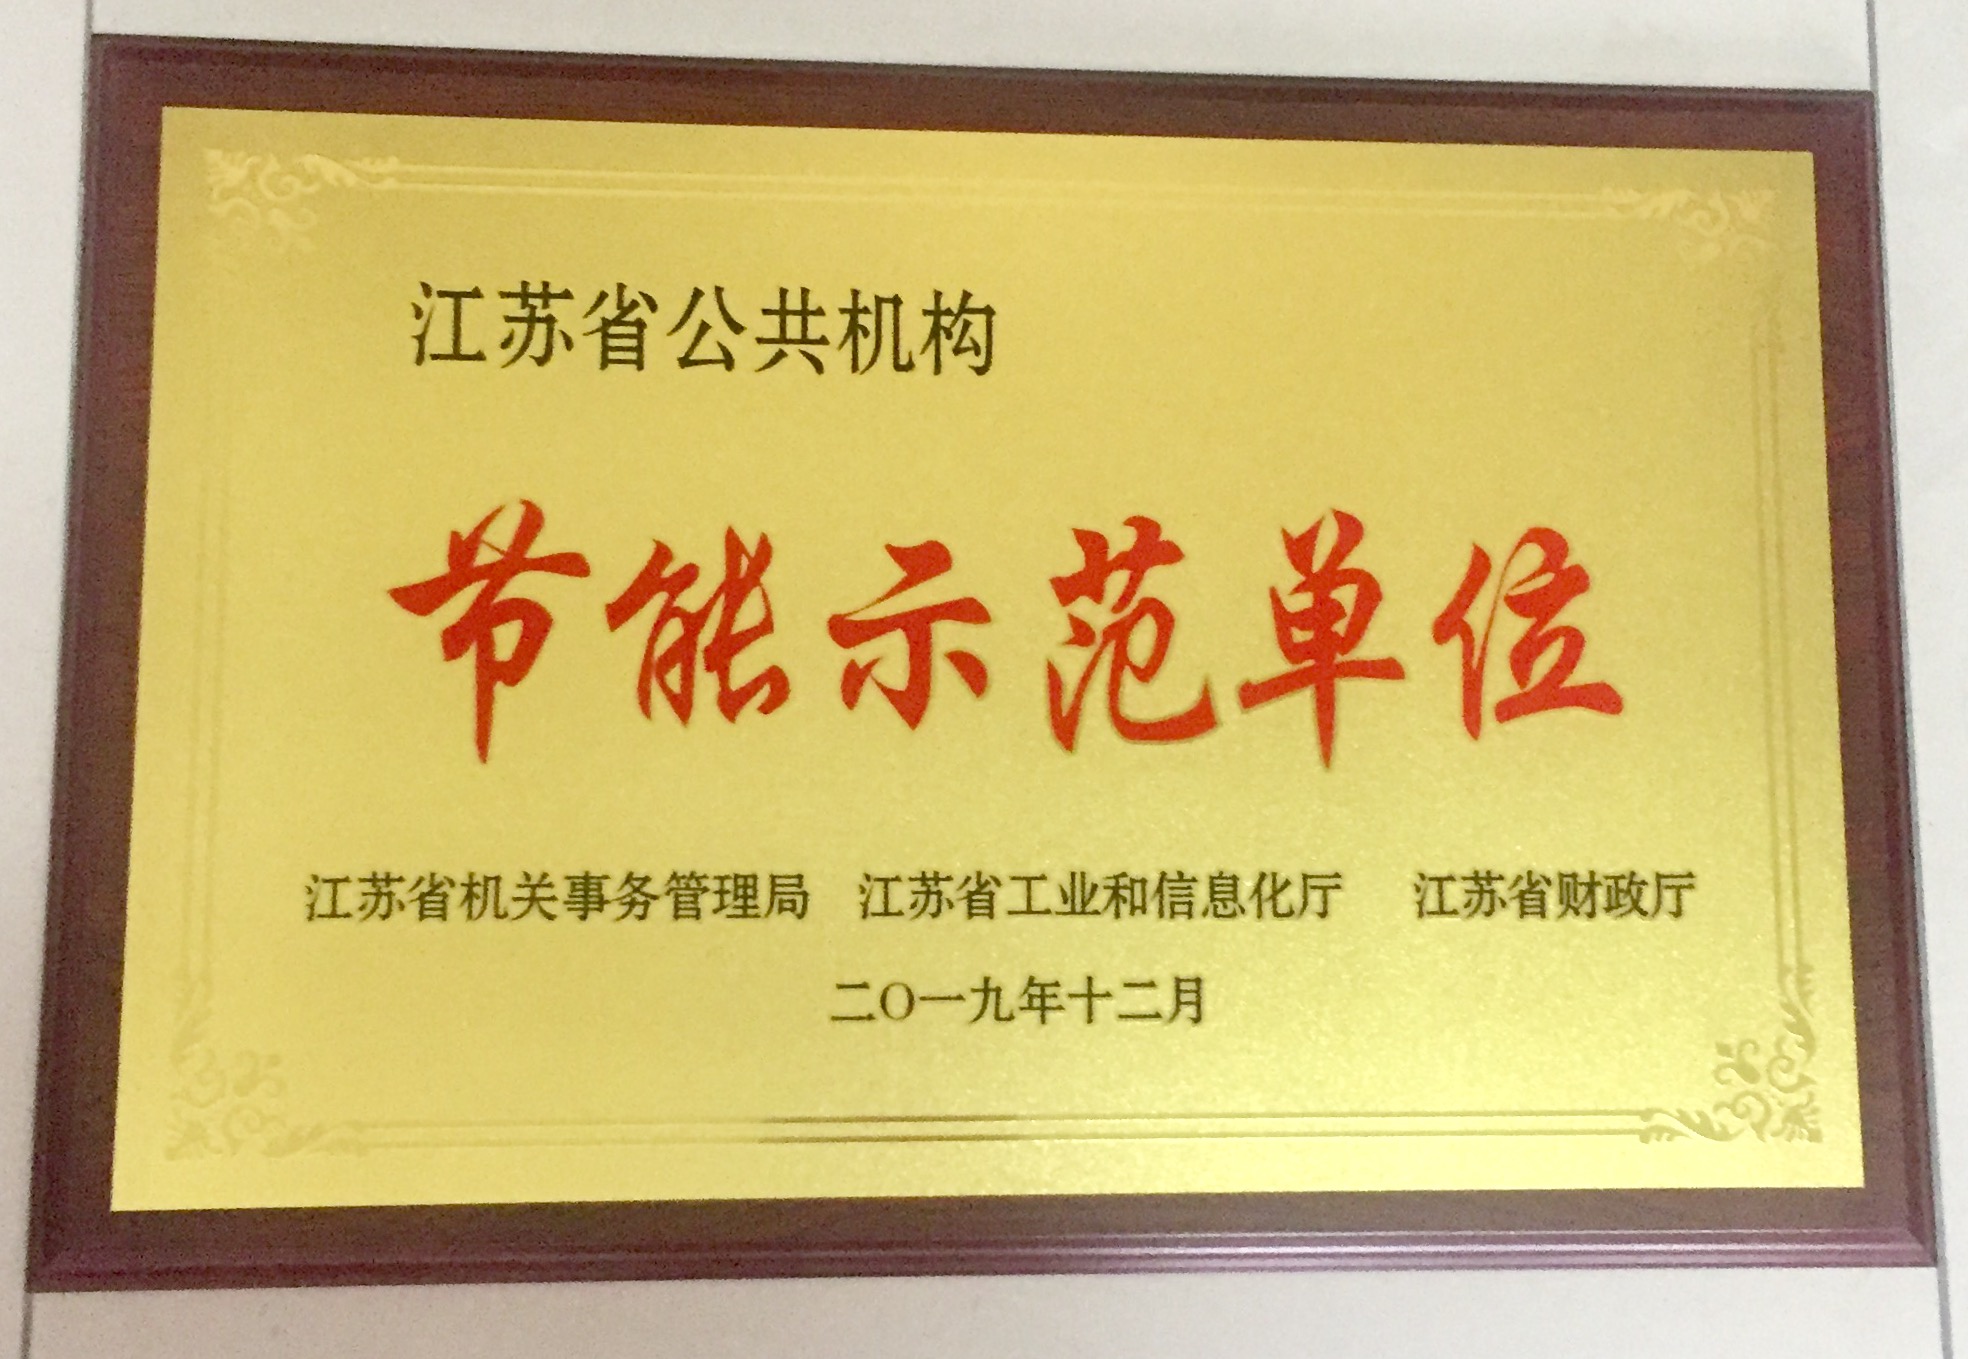 江苏省公共机构
节能示范单位
江苏省机关事务管理局 江苏省工业和信息化厅 江苏省财政厅
二〇一九年十二月